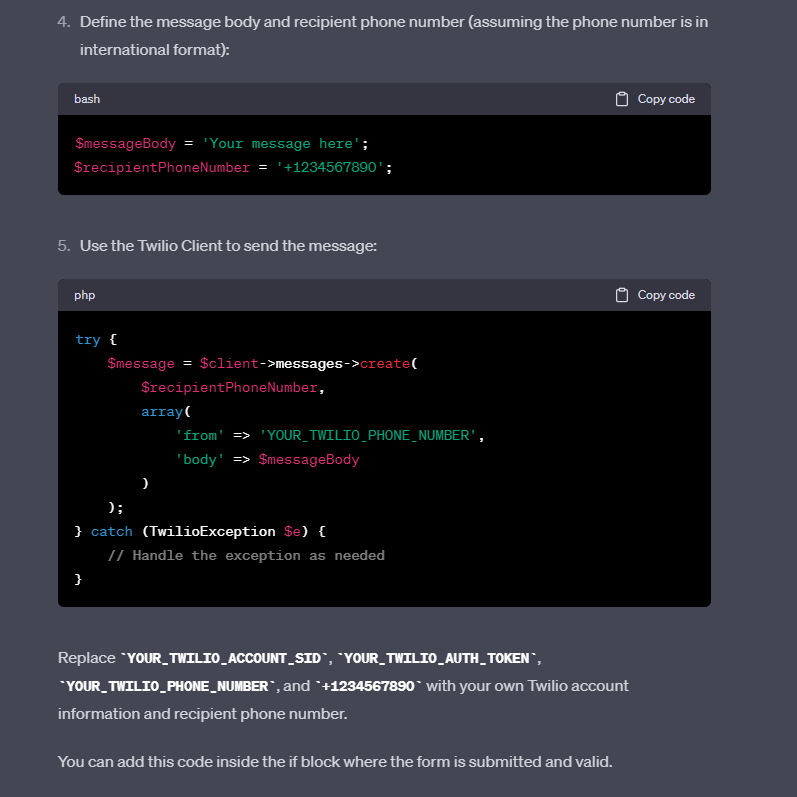 4. Define the message body and recipient phone number (assuming the phone number is in
international format):
bash Copy code
$messageBody = 'Your message here';
$recipientPhoneNumber = '+1234567890';
5. Use the Twilio Client to send the message:
php Copy code
try {
    $message = $client->messages->create(
        $recipientPhoneNumber,
        array(
            'from' => 'YOUR_TWILIO_PHONE_NUMBER',
            'body' => $messageBody
        )
    );
} catch (TwilioException $e) {
    // Handle the exception as needed
}
Replace `YOUR_TWILIO_ACCOUNT_SID`, `YOUR_TWILIO_AUTH_TOKEN`,
`YOUR_TWILIO_PHONE_NUMBER`, and `+1234567890` with your own Twilio account
information and recipient phone number.
You can add this code inside the if block where the form is submitted and valid.